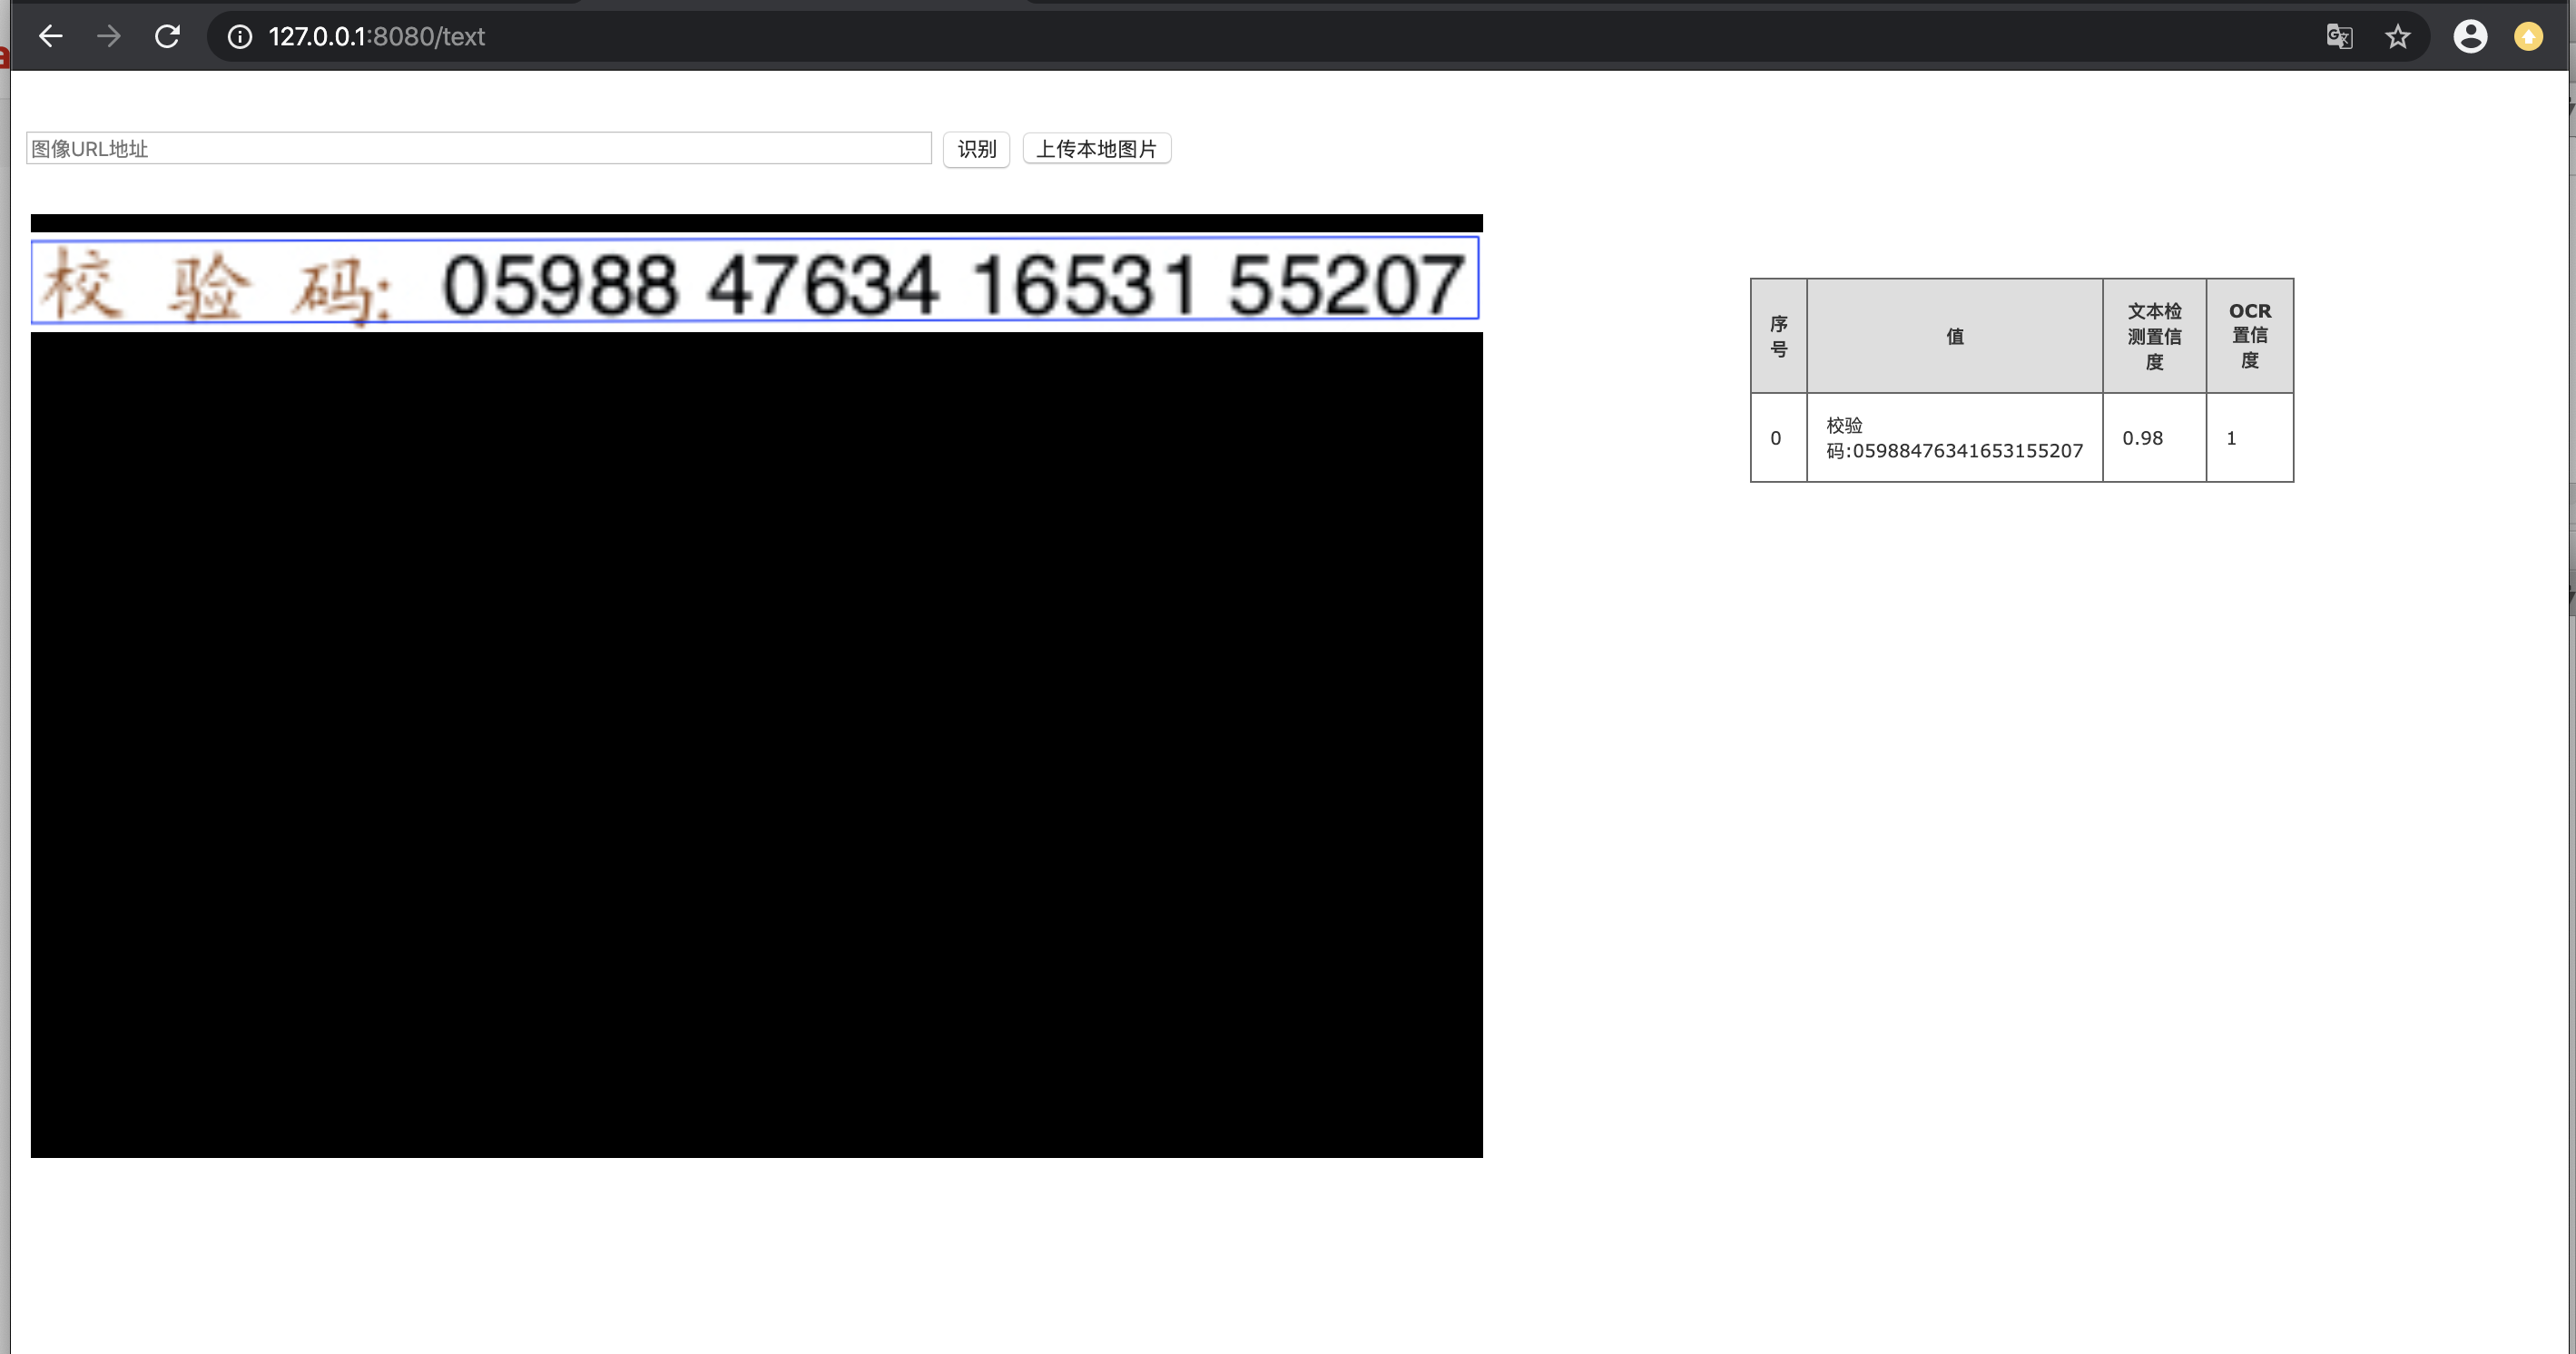 127.0.0.1:8080/text
图像URL地址 识别 上传本地图片
校 验 码: 05988 47634 16531 55207
序号 值 文本检测置信度 OCR置信度
0 校验码:05988476341653155207 0.98 1